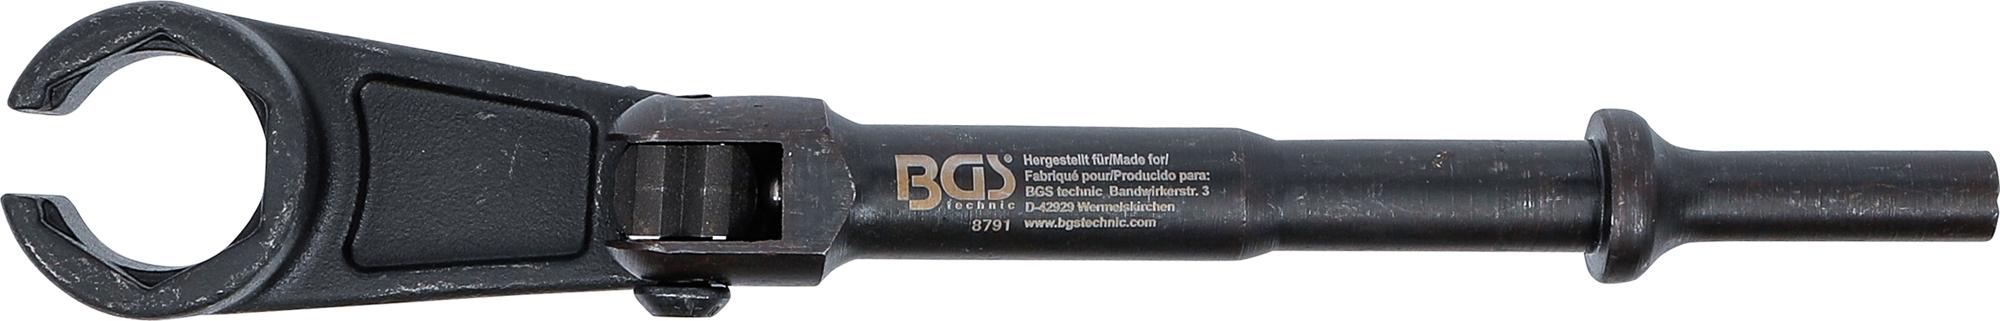 BGS®
technic
8791
Hergestellt für/Made for/
Fabriqué pour/Producido para:
BGS technic Bandwirkerstr. 3
D-42929 Wermelskirchen
www.bgstechnic.com